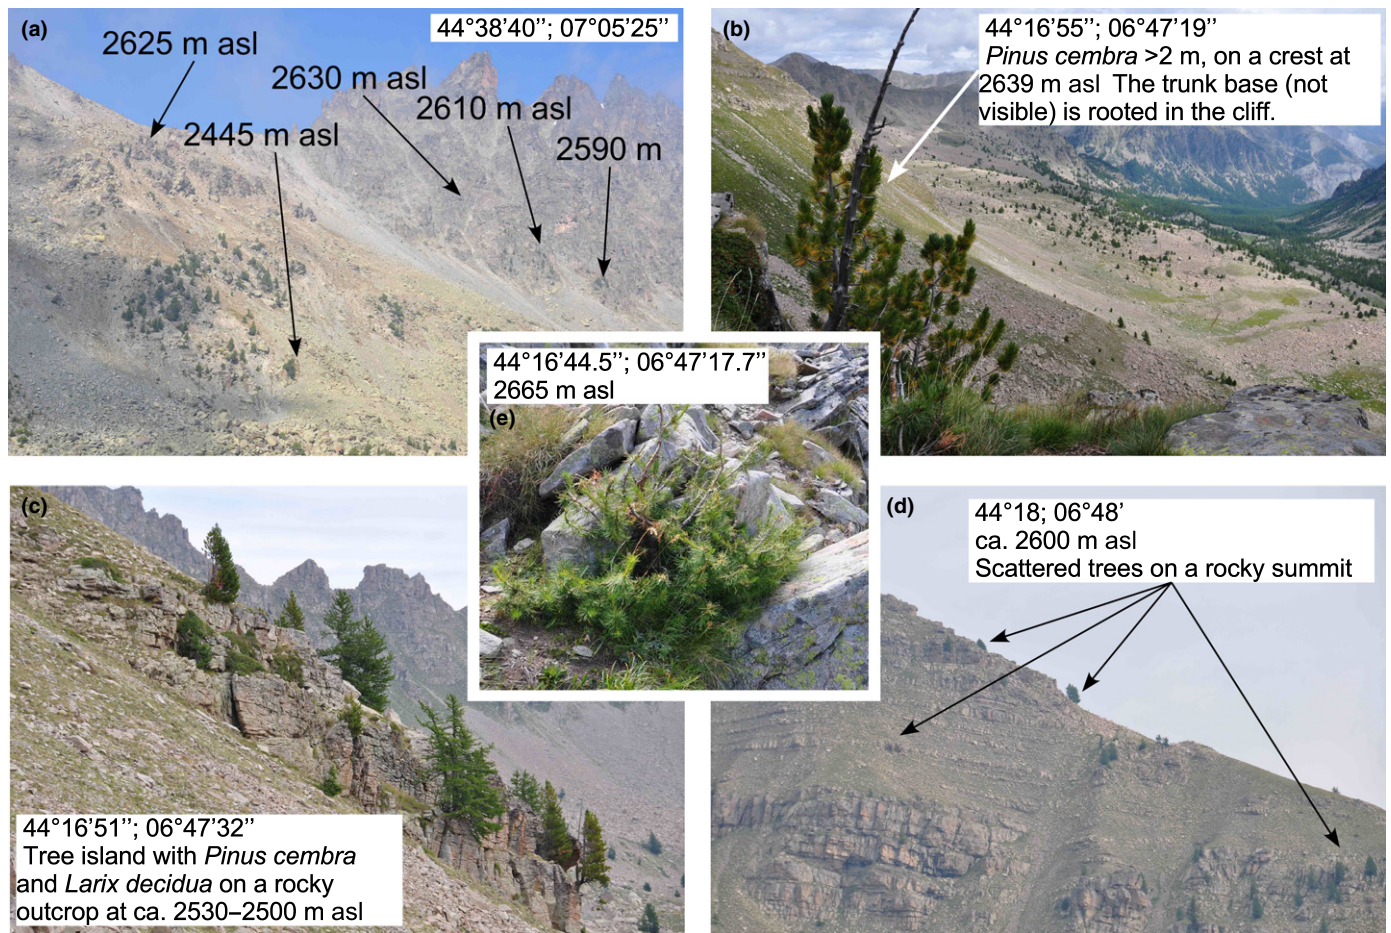 (a)
44°38’40’’; 07°05’25’’
2625 m asl
2630 m asl
2610 m asl
2445 m asl
2590 m
(b)
44°16’55’’; 06°47’19’’
Pinus cembra >2 m, on a crest at
2639 m asl The trunk base (not
visible) is rooted in the cliff.
44°16’44.5’’; 06°47’17.7’’
2665 m asl
(e)
(c)
44°16’51’’; 06°47’32’’
Tree island with Pinus cembra
and Larix decidua on a rocky
outcrop at ca. 2530–2500 m asl
(d)
44°18; 06°48’
ca. 2600 m asl
Scattered trees on a rocky summit